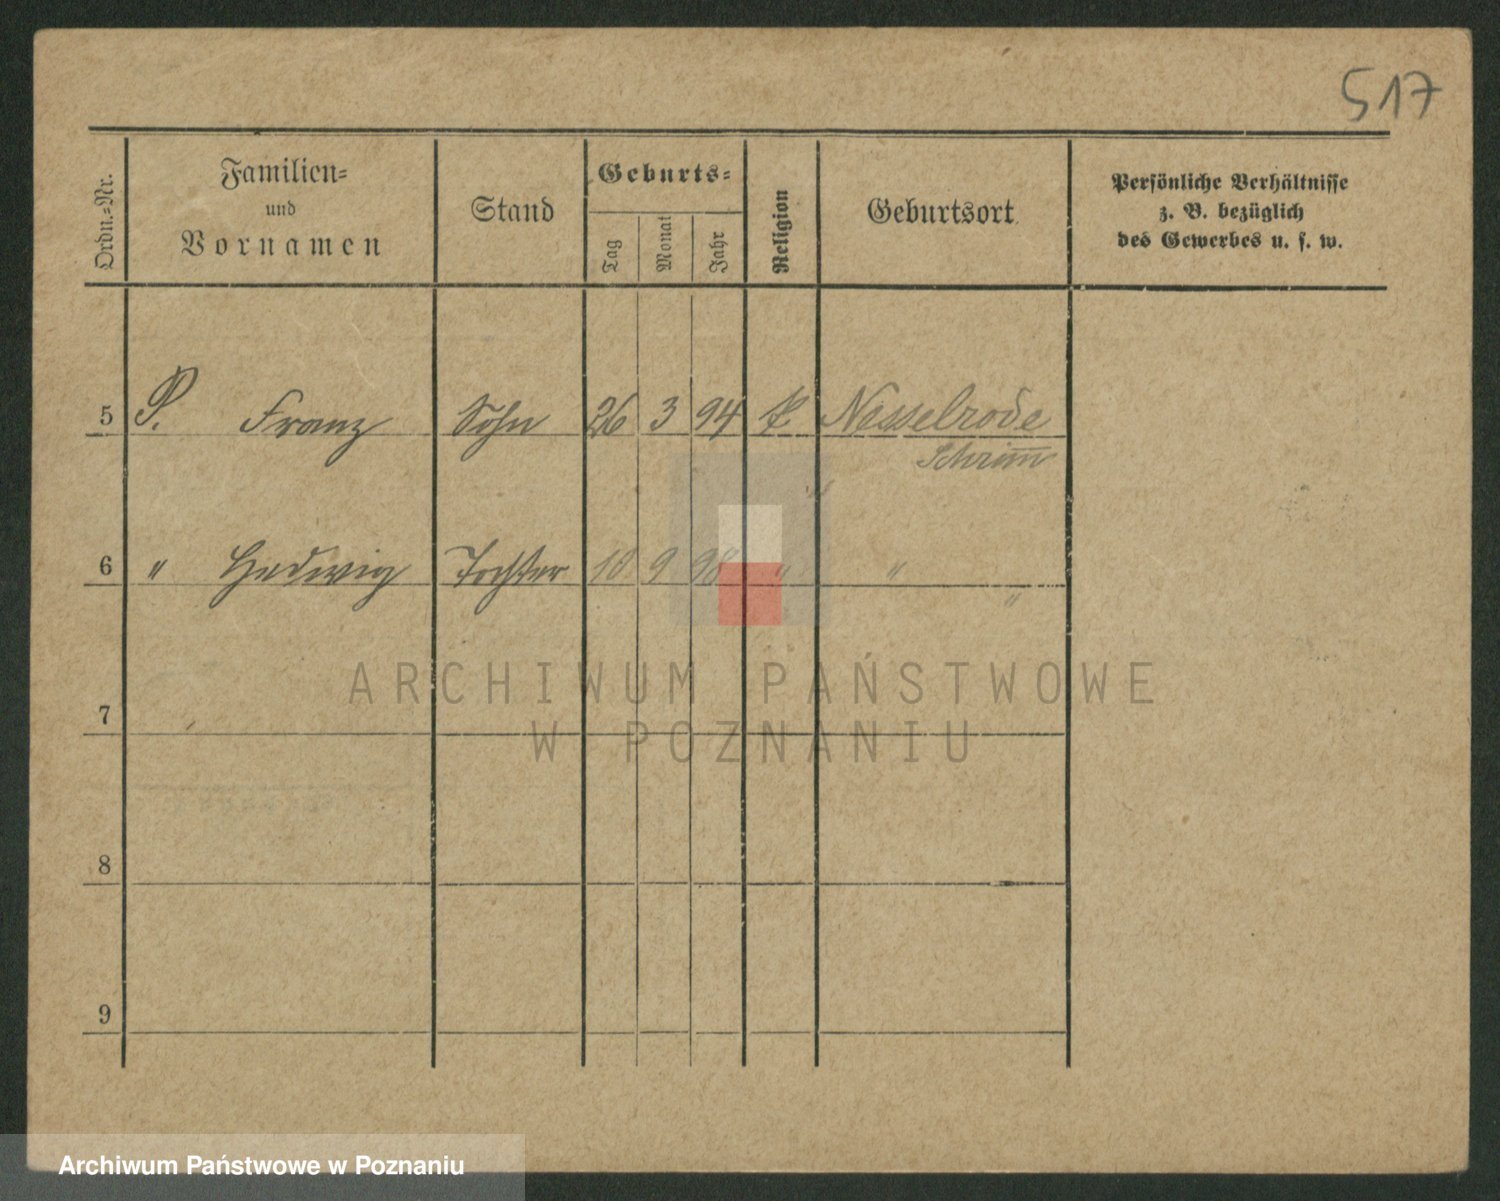 517
Ordn.=Nr.
Familien=
und
Vornamen
Stand
Geburts=
Tag
Monat
Jahr
Religion
Geburtsort
Persönliche Verhältnisse
z. B. bezüglich
des Gewerbes u. s. w.
5 P. Franz Sohn 26 3 94 k Nesselrode
Schrimm
6 " Hedwig Tochter 10 9 98 " "
"
ARCHIWUM PAŃSTWOWE
7
W POZNANIU
8
9
Archiwum Państwowe w Poznaniu